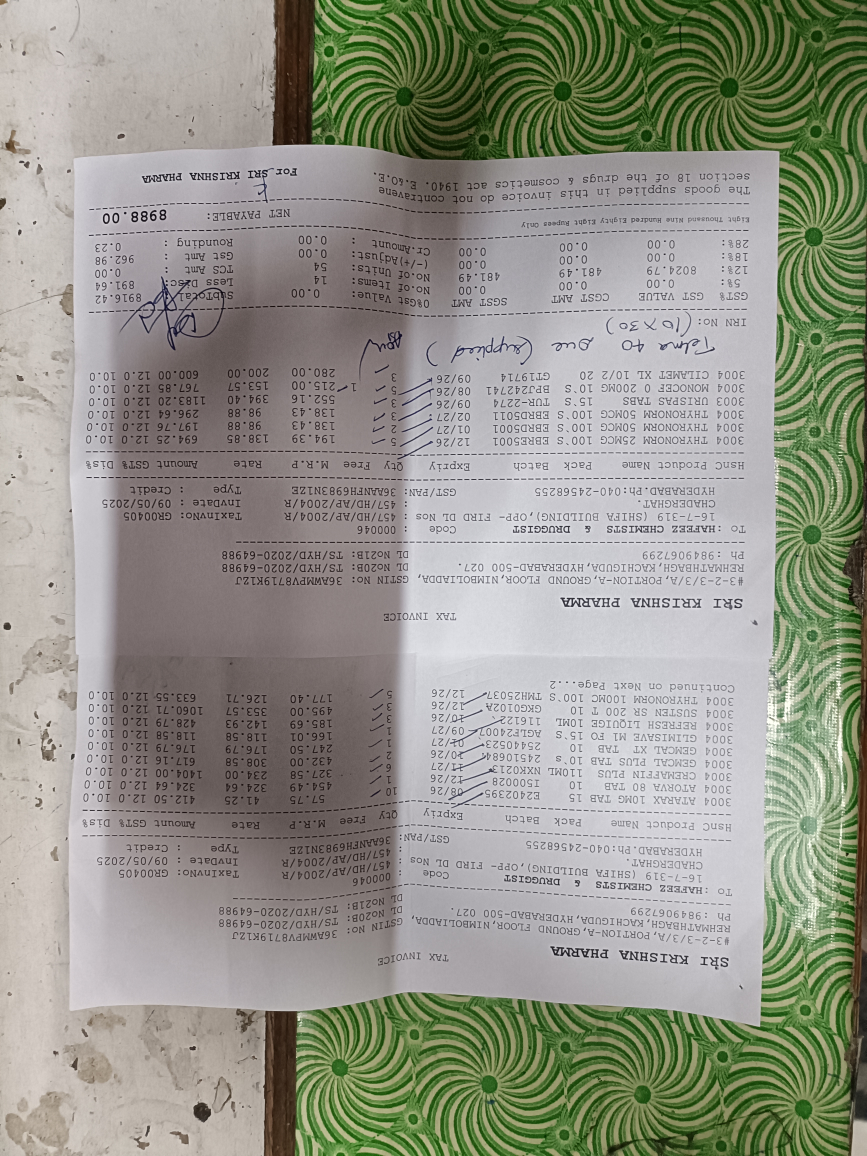 TAX INVOICE
SRI KRISHNA PHARMA
#3-2-3/3/A, PORTION-A, GROUND FLOOR, NIMBOLIADDA, GSTIN No: 36AWMPV8719K1ZJ
REHMATHBAGH, KACHIGUDA, HYDERABAD-500 027. DL No20B: TS/HYD/2020-64988
Ph :9849067299 DL No21B: TS/HYD/2020-64988
To :HAFEEZ CHEMISTS & DRUGGIST Code : 000046
16-7-319 (SHIFA BUILDING),OPP- FIRD DL Nos : 457/HD/AP/2004/R TaxInvNo: GR00405
CHADERGHAT. : 457/HD/AP/2004/R InvDate : 09/05/2025
HYDERABAD.Ph:040-24568255 GST/PAN: 36AANFH6983N1ZE Type : Credit
Hsnc Product Name Pack Batch Expriy Qty Free M.R.P Rate Amount GST% Dis%
3004 ATARAX 10MG TAB 15 E2402395 08/26 10 57.75 41.25 412.50 12.0 10.0
3004 ATORVA 80 TAB 10 I500028 12/26 1 454.49 324.64 324.64 12.0 10.0
3004 CREMAFFIN PLUS 110ML NXK0213 11/27 6 327.58 234.00 1404.00 12.0 10.0
3004 GEMCAL PLUS TAB 10's 24510684 10/26 2 432.00 308.58 617.16 12.0 10.0
3004 GEMCAL XT TAB 10 25440523 01/27 1 247.50 176.79 176.79 12.0 10.0
3004 GLIMISAVE M1 FO 15'S AGLFZ4007 09/27 1 166.01 118.58 118.58 12.0 10.0
3004 REFRESH LIQUIGE 10ML 116122 10/26 3 185.69 142.93 428.79 12.0 10.0
3004 SUSTEN SR 200 T 10 GKG0102A 12/26 3 495.00 353.57 1060.71 12.0 10.0
3004 THRYRONORM 100MC 100'S TMH25037 12/26 5 177.40 126.71 633.55 12.0 10.0
Continued on Next Page...2
TAX INVOICE
SRI KRISHNA PHARMA
#3-2-3/3/A, PORTION-A, GROUND FLOOR, NIMBOLIADDA, GSTIN No: 36AWMPV8719K1ZJ
REHMATHBAGH, KACHIGUDA, HYDERABAD-500 027. DL No20B: TS/HYD/2020-64988
Ph :9849067299 DL No21B: TS/HYD/2020-64988
To :HAFEEZ CHEMISTS & DRUGGIST Code : 000046
16-7-319 (SHIFA BUILDING),OPP- FIRD DL Nos : 457/HD/AP/2004/R TaxInvNo: GR00405
CHADERGHAT. : 457/HD/AP/2004/R InvDate : 09/05/2025
HYDERABAD.Ph:040-24568255 GST/PAN: 36AANFH6983N1ZE Type : Credit
Hsnc Product Name Pack Batch Expriy Qty Free M.R.P Rate Amount GST% Dis%
3004 THYRONORM 25MCG 100'S EBRES001 12/26 5 194.39 138.85 694.25 12.0 10.0
3004 THYRONORM 50MCG 100'S EBRDS001 01/27 2 138.43 98.88 197.76 12.0 10.0
3004 THYRONORM 50MCG 100'S EBRDS011 02/27 3 138.43 98.88 296.64 12.0 10.0
3003 URISPAS TABS 15'S TUR-2274 09/26 3 552.16 394.40 1183.20 12.0 10.0
3004 MONOCEF O 200MG 10'S BPJ242741 08/26 5 1 215.00 153.57 767.85 12.0 10.0
3004 CILAMET XL 10/2 20 GTI9714 09/26 3 280.00 200.00 600.00 12.0 10.0
Telma 40 Due (supplied)
(10×30)
IRN No:
GST% GST VALUE CGST AMT SGST AMT 0%Gst Value: 0.00 SubTotal: 8916.42
5%: 0.00 0.00 0.00 No.of Items: 14 Less Disc: 891.64
12%: 8024.79 481.49 481.49 No.of Units: 54 TCS Amt : 0.00
18%: 0.00 0.00 0.00 (-/+)Adjst: 0.00 Gst Amt : 962.98
28%: 0.00 0.00 0.00 Cr.Amount : 0.00 Rounding : 0.23
Eight Thousand Nine Hundred Eighty Eight Rupees Only
NET PAYABLE: 8988.00
The goods supplied in this invoice do not contravene
section 18 of the drugs & cosmetics act 1940. E.&O.E.
For SRI KRISHNA PHARMA